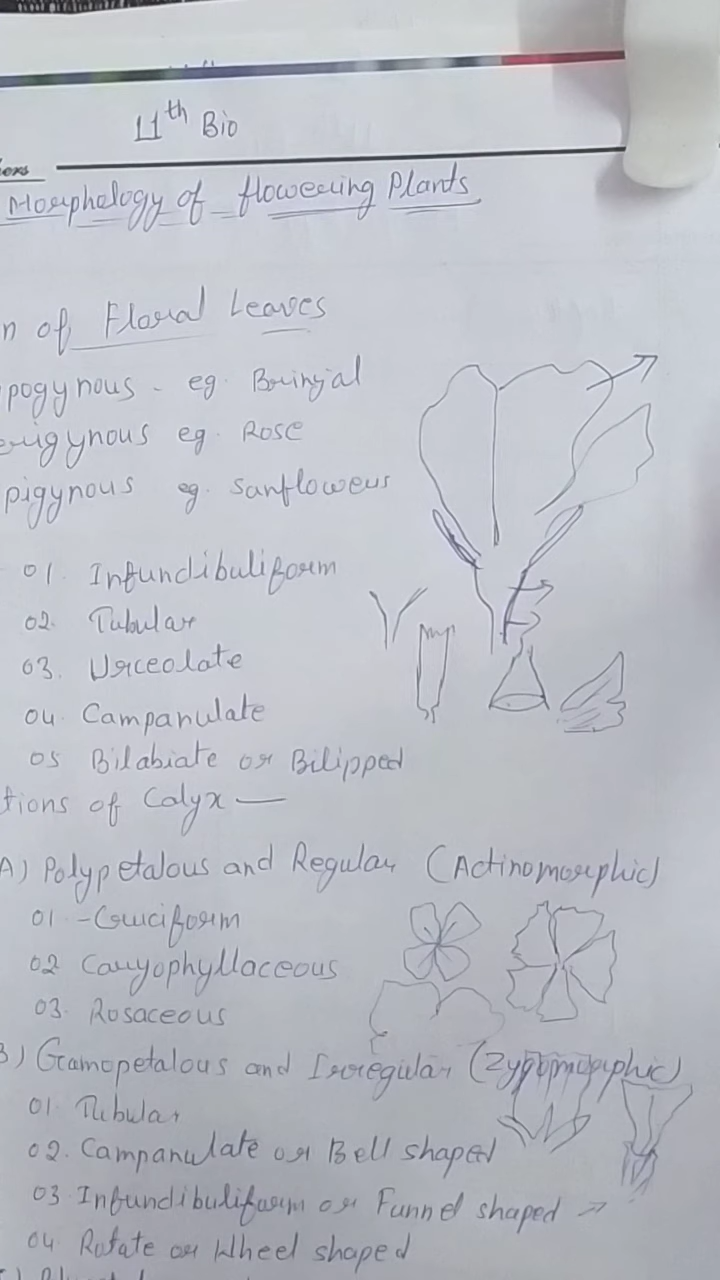 11th Bio
Morphology of flowering Plants
n of Floral Leaves
pogynous - eg. Brinjal
erigynous eg. Rose
pigynous eg. Sanflower
01. Infundibuliform
02. Tubular
03. Urceolate
04. Campanulate
05 Bilabiate or Bilipped
tions of Calyx —
A) Polypetalous and Regular (Actinomorphic)
01 - Cruciform
02 Caryophyllaceous
03. Rosaceous
B) Gamopetalous and Irregular (Zygomorphic)
01. Tubular
02. Campanulate or Bell shaped
03 Infundibuliform or Funnel shaped →
04 Rotate or Wheel shaped